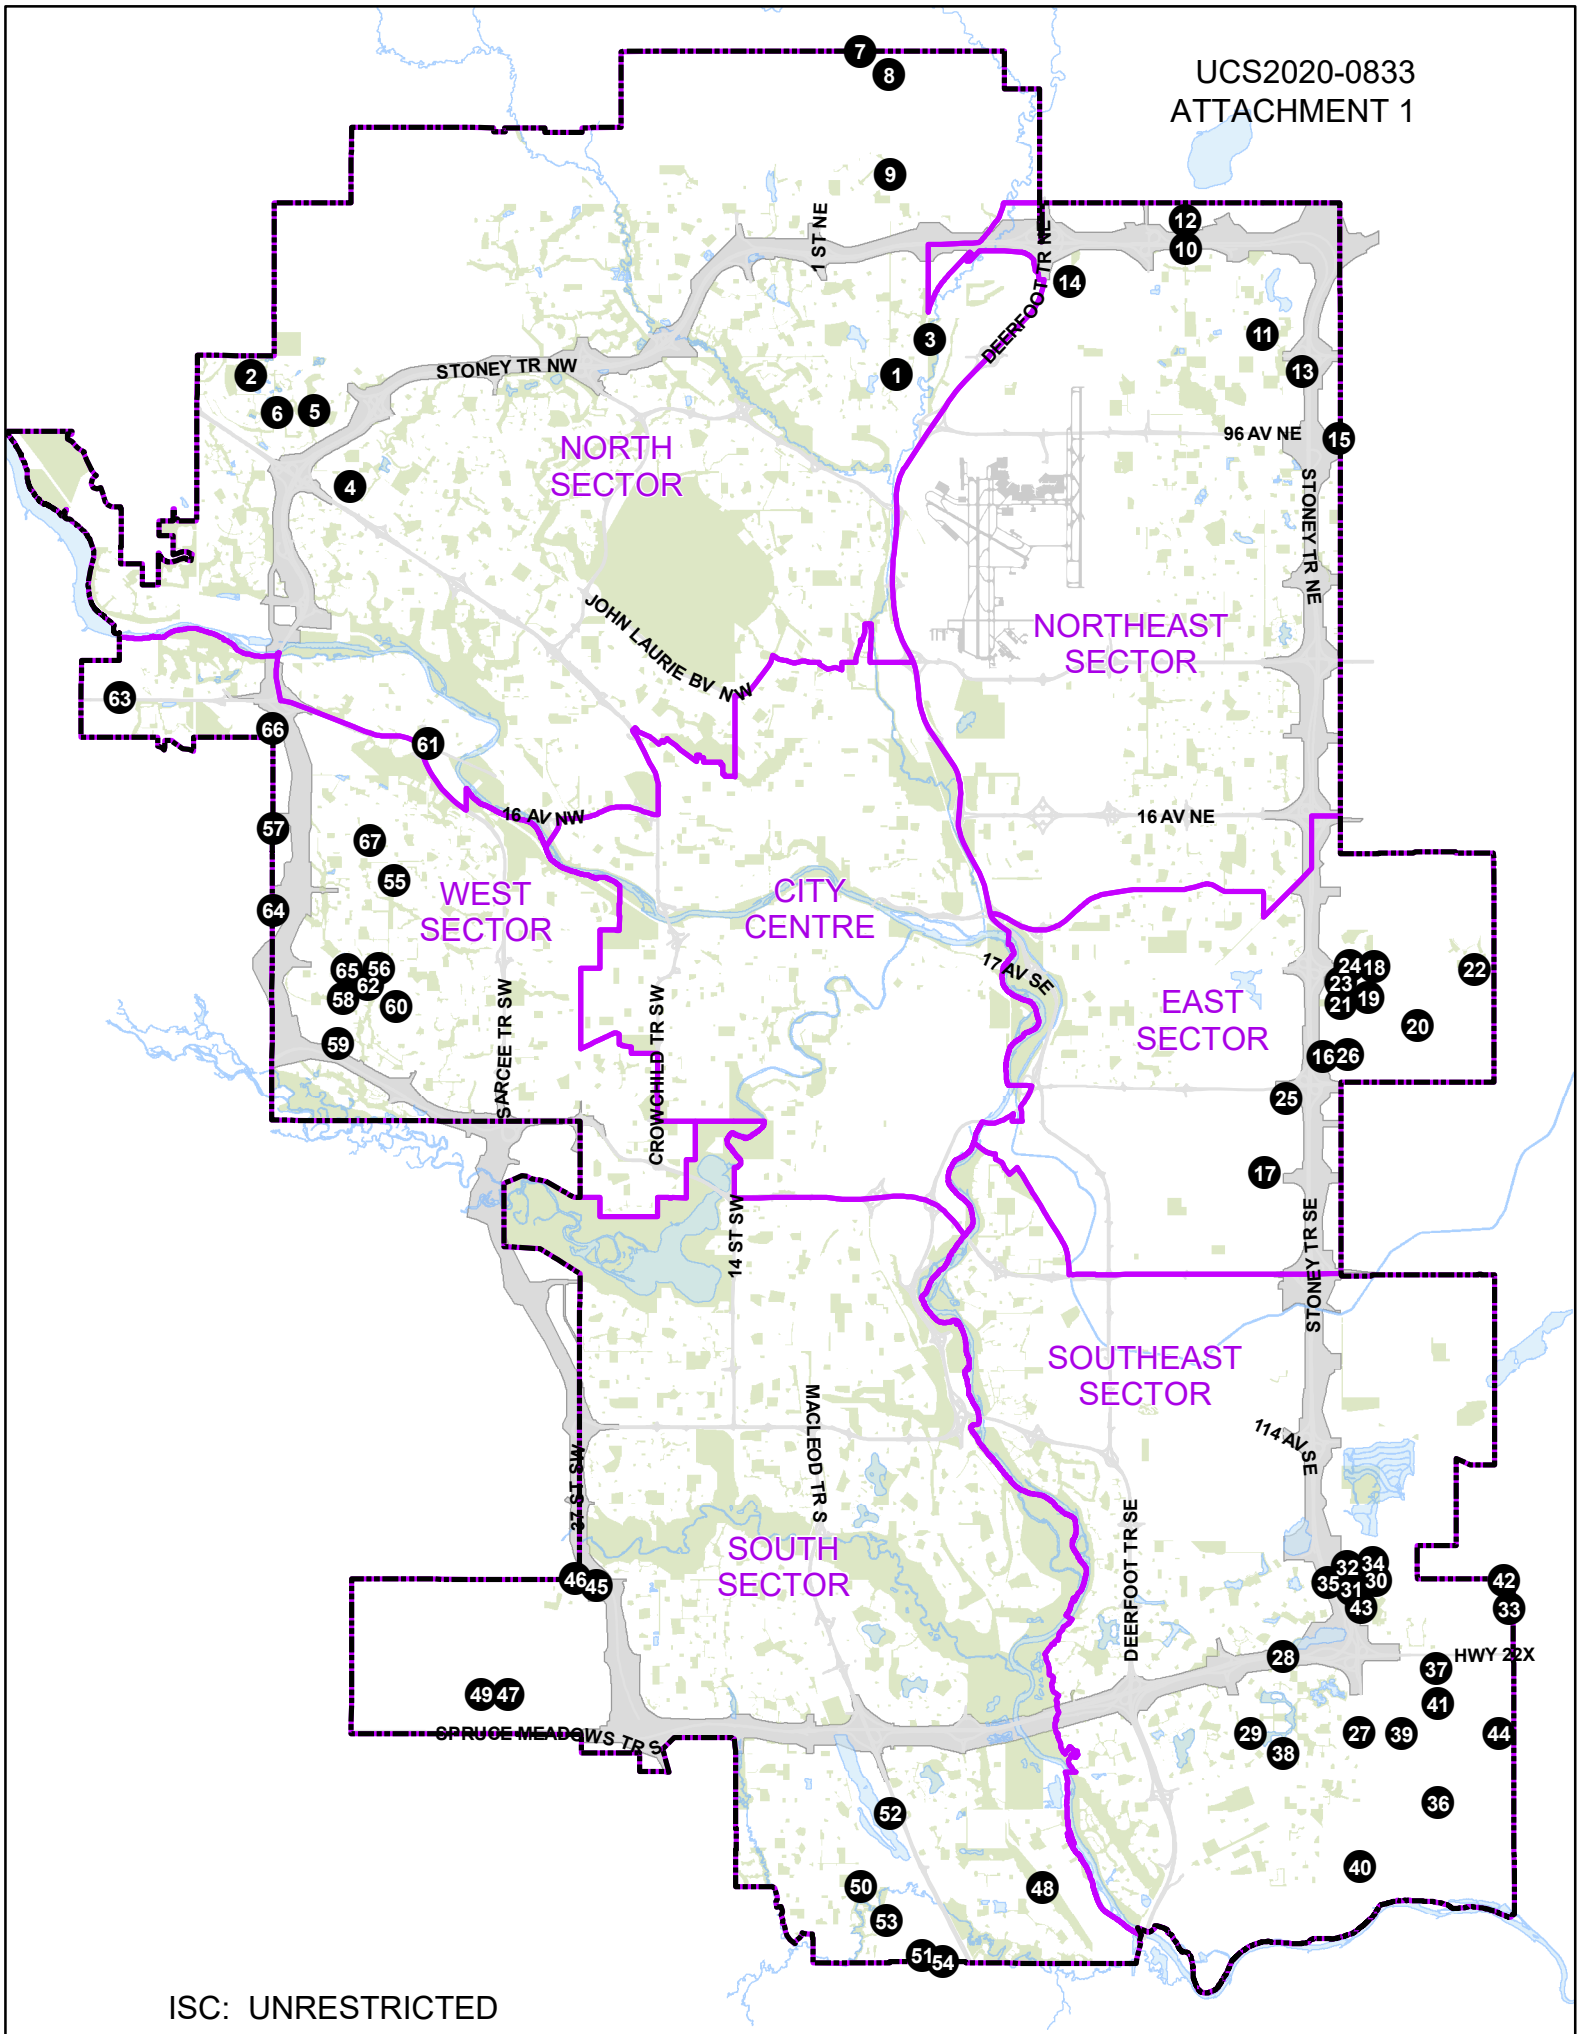 7
8
UCS2020-0833
ATTACHMENT 1
9
1 ST NE
12
10
DEERFOOT TR NE
14
11
3
13
1
STONEY TR NW
2
6
5
96 AV NE
15
NORTH
SECTOR
4
STONEY TR NE
JOHN LAURIE BV NW
NORTHEAST
SECTOR
63
66
61
16 AV NW
16 AV NE
57
67
55
64
WEST
SECTOR
CITY
CENTRE
65
56
62
58
60
59
SARCEE TR SW
CROWCHILD TR SW
17 AV SE
EAST
SECTOR
24
18
22
23
21
19
20
16
26
25
17
14 ST SW
STONEY TR SE
SOUTHEAST
SECTOR
MACLEOD TR S
114 AV SE
37 ST SW
DEERFOOT TR SE
SOUTH
SECTOR
46
45
32
34
35
31
30
43
42
33
28
HWY 22X
37
49
47
41
SPRUCE MEADOWS TR S
29
38
27
39
44
52
36
40
50
48
53
51
54
ISC: UNRESTRICTED